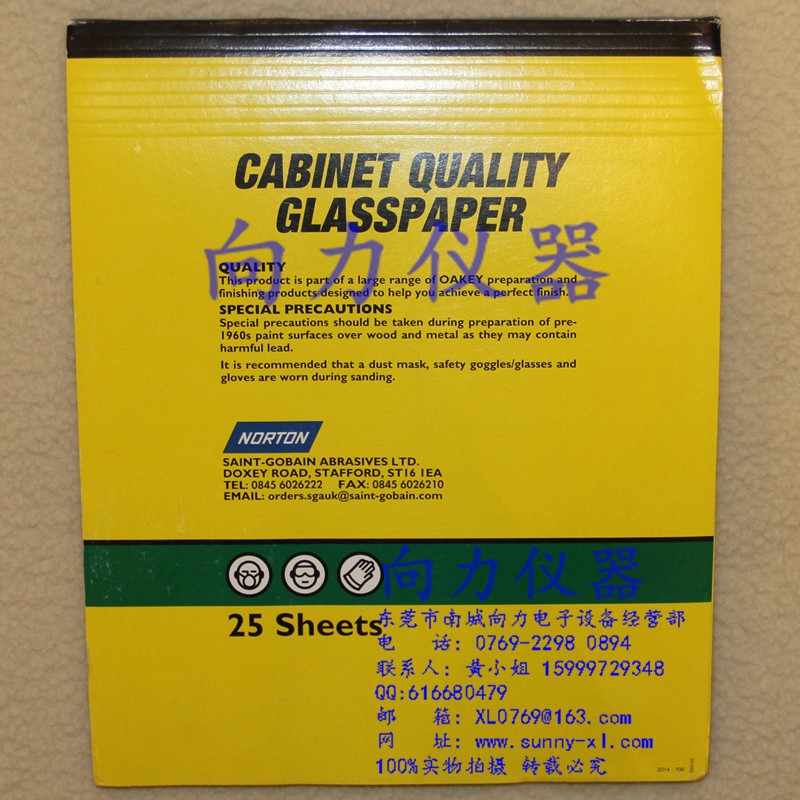 CABINET QUALITY
GLASSPAPER
向力仪器
QUALITY
This product is part of a large range of OAKEY preparation and
finishing products designed to help you achieve a perfect finish.
SPECIAL PRECAUTIONS
Special precautions should be taken during preparation of pre-
1960s paint surfaces over wood and metal as they may contain
harmful lead.
It is recommended that a dust mask, safety goggles/glasses and
gloves are worn during sanding.
NORTON
SAINT-GOBAIN ABRASIVES LTD.
DOXEY ROAD, STAFFORD, ST16 1EA
TEL: 0845 6026222 FAX: 0845 6026210
EMAIL: orders.sgauk@saint-gobain.com
向力仪器
25 Sheets
东莞市南城向力电子设备经营部
电 话: 0769-2298 0894
联系人: 黄小姐 15999729348
QQ:616680479
邮 箱: XL0769@163.com
网 址: www.sunny-xl.com
100%实物拍摄 转载必究
2014 - 706